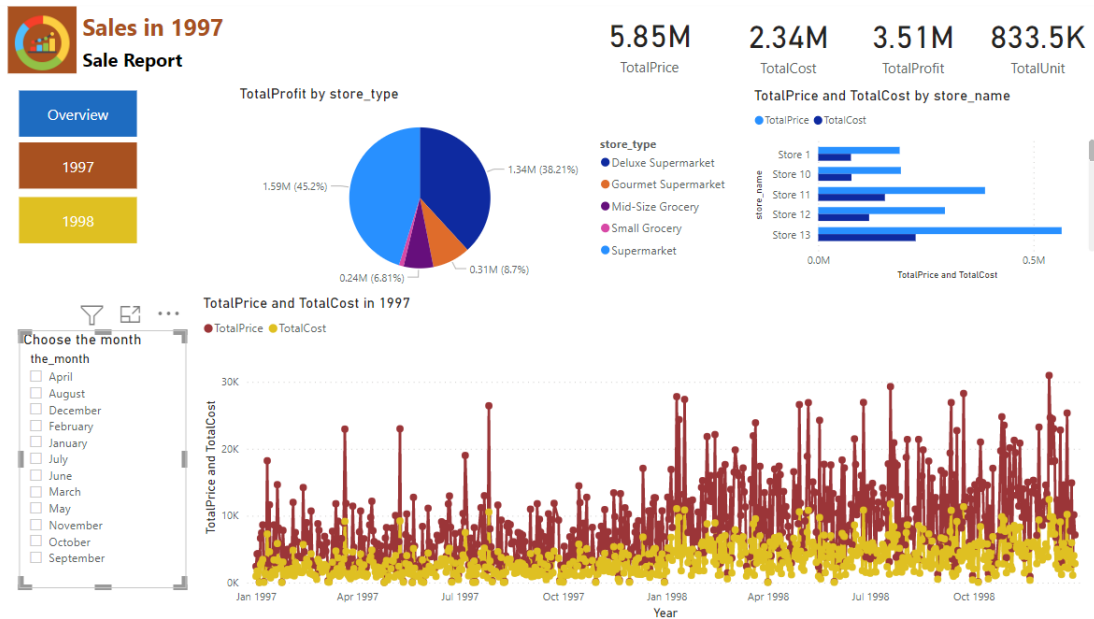 Sales in 1997
Sale Report
5.85M
TotalPrice
2.34M
TotalCost
3.51M
TotalProfit
833.5K
TotalUnit
Overview
1997
1998
TotalProfit by store_type
1.34M (38.21%)
0.31M (8.7%)
0.24M (6.81%)
1.59M (45.2%)
store_type
Deluxe Supermarket
Gourmet Supermarket
Mid-Size Grocery
Small Grocery
Supermarket
TotalPrice and TotalCost by store_name
TotalPrice TotalCost
store_name
Store 1
Store 10
Store 11
Store 12
Store 13
0.0M 0.5M
TotalPrice and TotalCost
Choose the month
the_month
April
August
December
February
January
July
June
March
May
November
October
September
TotalPrice and TotalCost in 1997
TotalPrice TotalCost
TotalPrice and TotalCost
30K
20K
10K
0K
Jan 1997 Apr 1997 Jul 1997 Oct 1997 Jan 1998 Apr 1998 Jul 1998 Oct 1998
Year